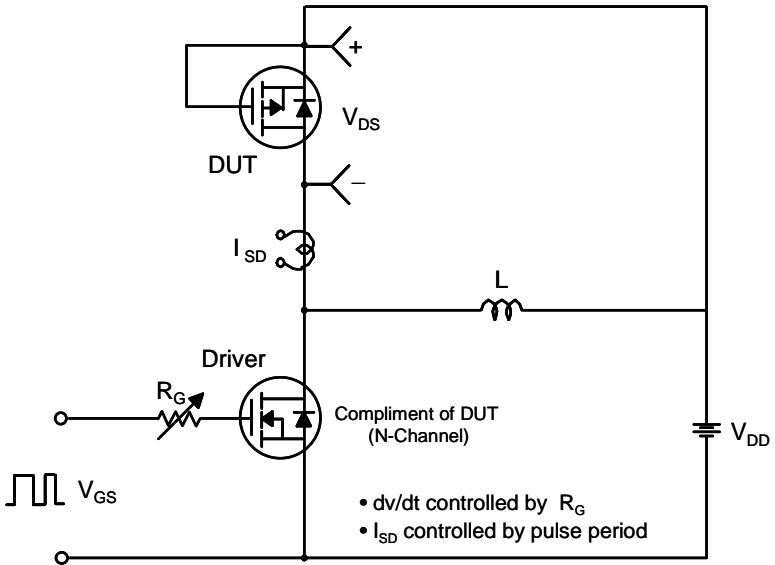 +
V_DS
DUT
−
I_SD
L
Driver
R_G
Compliment of DUT
(N-Channel)
V_DD
V_GS
• dv/dt controlled by R_G
• I_SD controlled by pulse period